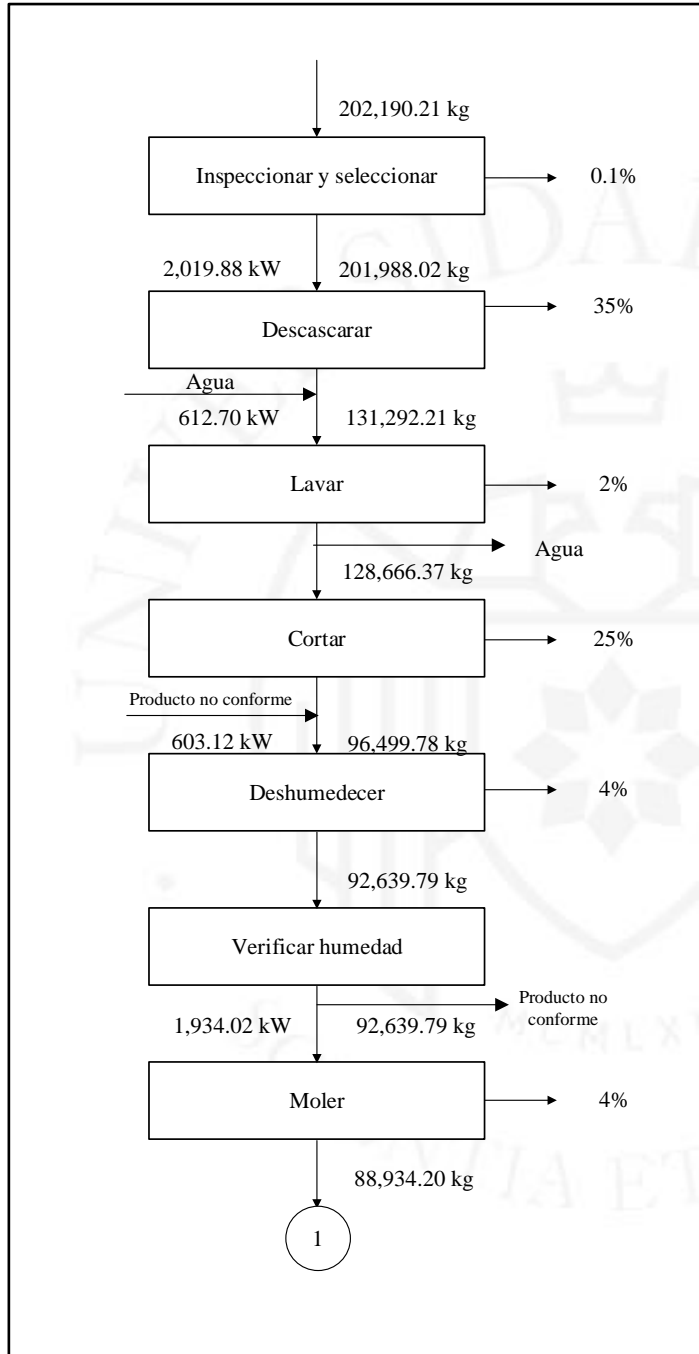 202,190.21 kg
Inspeccionar y seleccionar
0.1%
2,019.88 kW
201,988.02 kg
35%
Descascarar
Agua
612.70 kW
131,292.21 kg
Lavar
2%
Agua
128,666.37 kg
Cortar
25%
Producto no conforme
603.12 kW
96,499.78 kg
Deshumedecer
4%
92,639.79 kg
Verificar humedad
Producto no
conforme
1,934.02 kW
92,639.79 kg
Moler
4%
88,934.20 kg
1